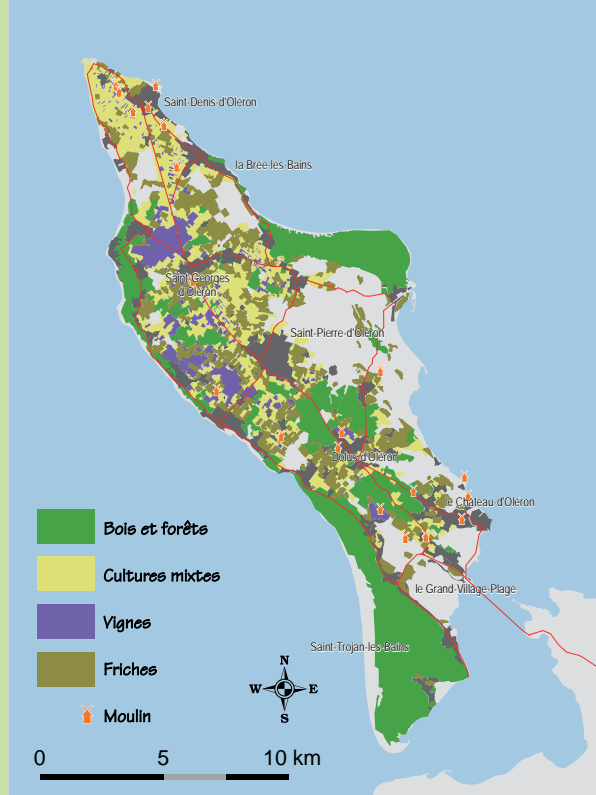 Saint-Denis-d'Oléron
la Brée-les-Bains
Saint-Georges
d'Oléron
Saint-Pierre-d'Oléron
Dolus-d'Oléron
le Château-d'Oléron
le Grand-Village-Plage
Saint-Trojan-les-Bains
Bois et forêts
Cultures mixtes
Vignes
Friches
Moulin
N
W E
S
0 5 10 km